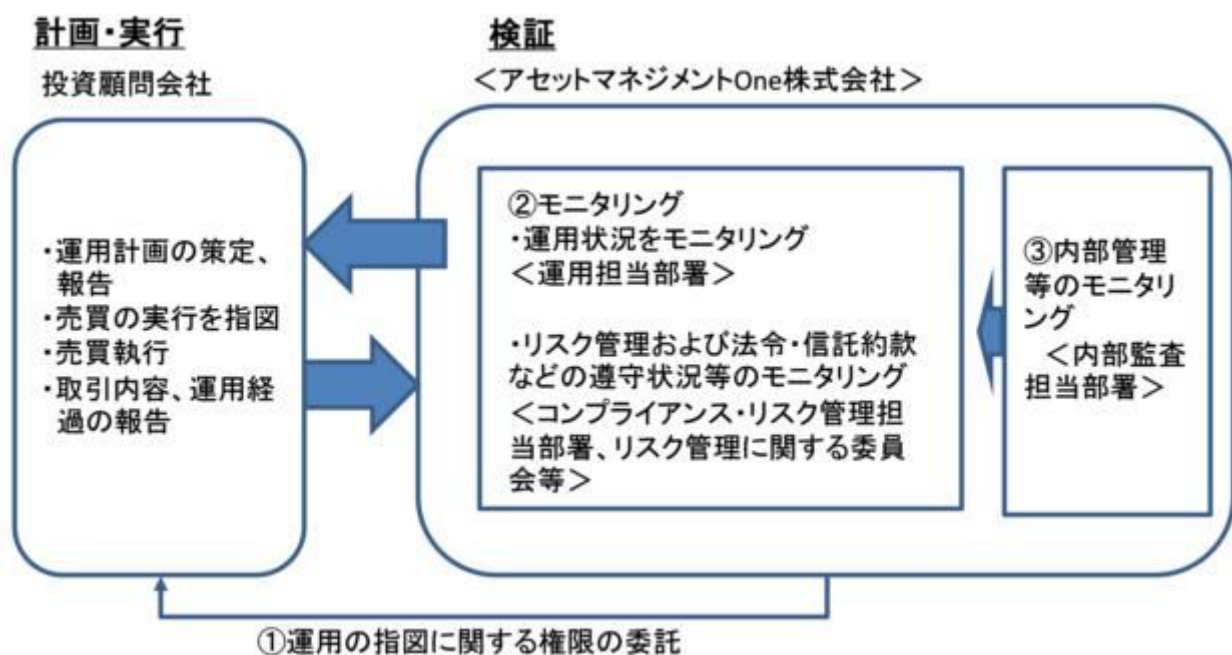 計画・実行
投資顧問会社
・運用計画の策定、
報告
・売買の実行を指図
・売買執行
・取引内容、運用経
過の報告
検証
＜アセットマネジメントOne株式会社＞
②モニタリング
・運用状況をモニタリング
＜運用担当部署＞
・リスク管理および法令・信託約款
などの遵守状況等のモニタリング
＜コンプライアンス・リスク管理担
当部署、リスク管理に関する委員
会等＞
③内部管理
等のモニタリ
ング
＜内部監査
担当部署＞
①運用の指図に関する権限の委託